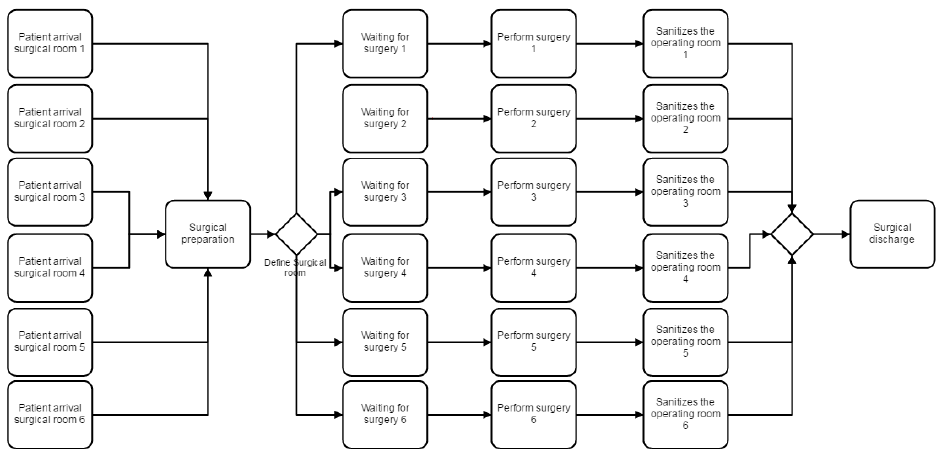 Patient arrival
surgical room 1
Patient arrival
surgical room 2
Patient arrival
surgical room 3
Patient arrival
surgical room 4
Patient arrival
surgical room 5
Patient arrival
surgical room 6
Surgical
preparation
Define Surgical
room
Waiting for
surgery 1
Waiting for
surgery 2
Waiting for
surgery 3
Waiting for
surgery 4
Waiting for
surgery 5
Waiting for
surgery 6
Perform surgery
1
Perform surgery
2
Perform surgery
3
Perform surgery
4
Perform surgery
5
Perform surgery
6
Sanitizes the
operating room
1
Sanitizes the
operating room
2
Sanitizes the
operating room
3
Sanitizes the
operating room
4
Sanitizes the
operating room
5
Sanitizes the
operating room
6
Surgical
discharge